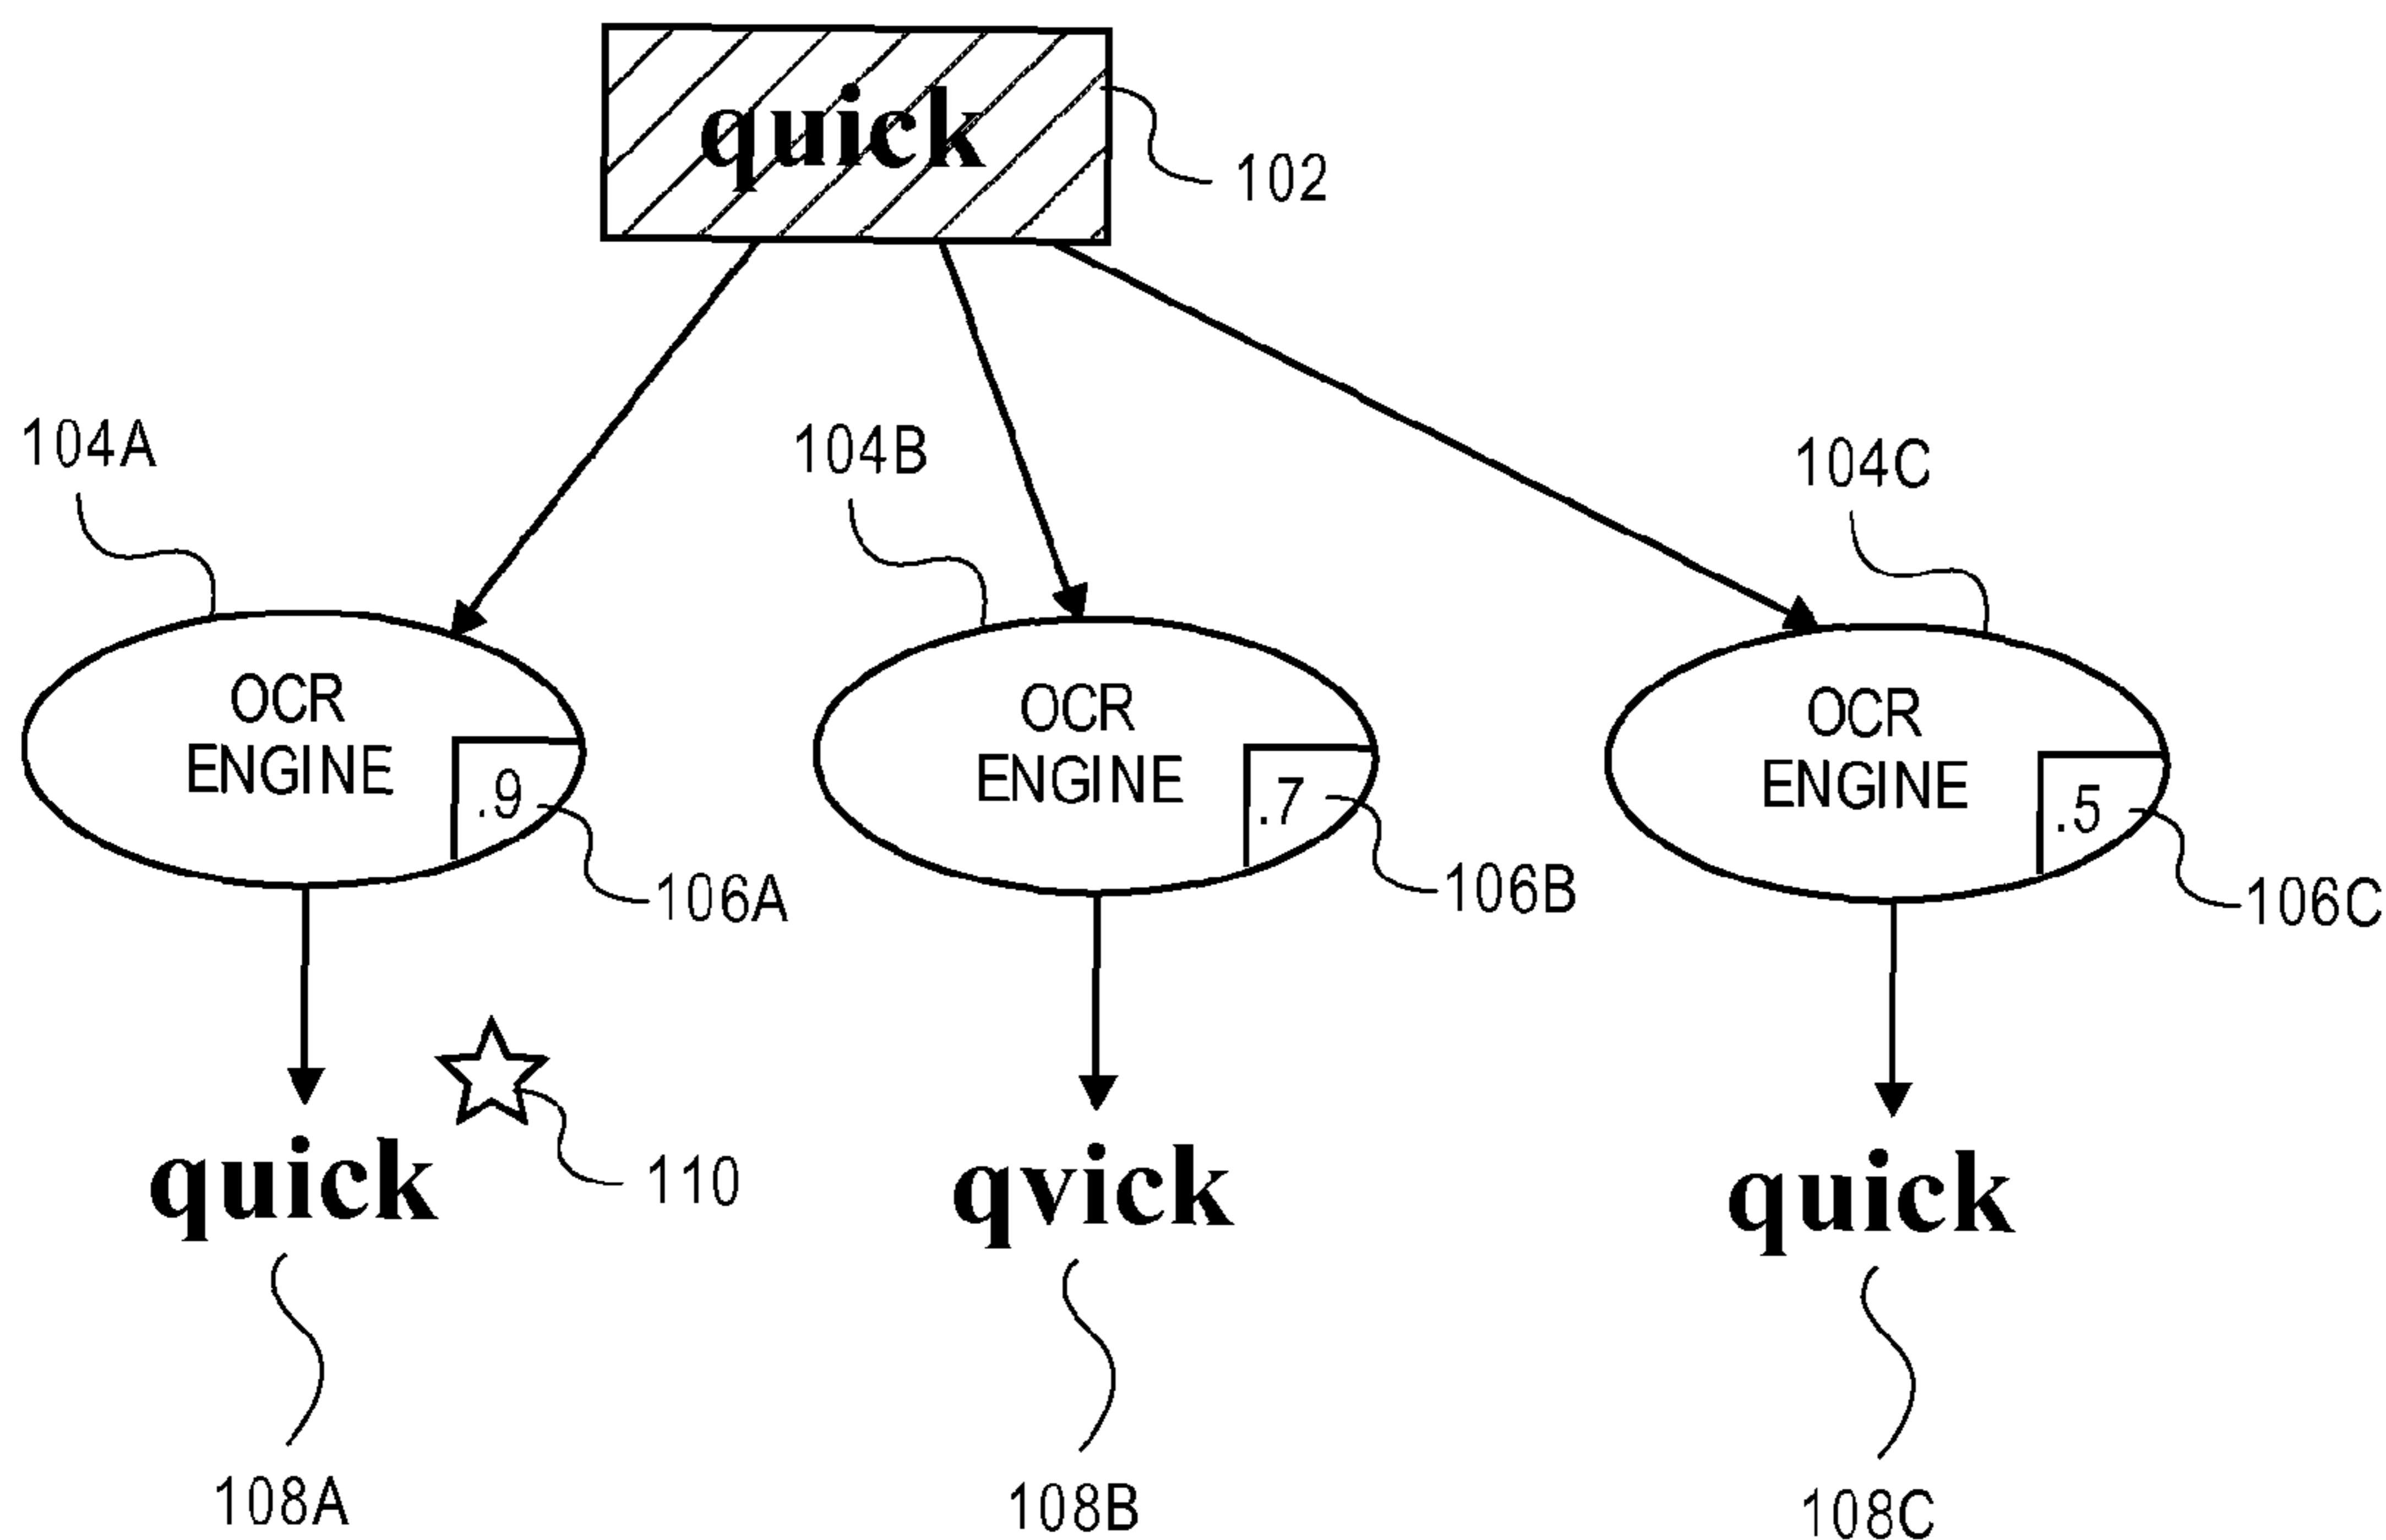 quick
102
104A
104B
104C
OCR
ENGINE
.9
106A
OCR
ENGINE
.7
106B
OCR
ENGINE
.5
106C
110
quick
qvick
quick
108A
108B
108C